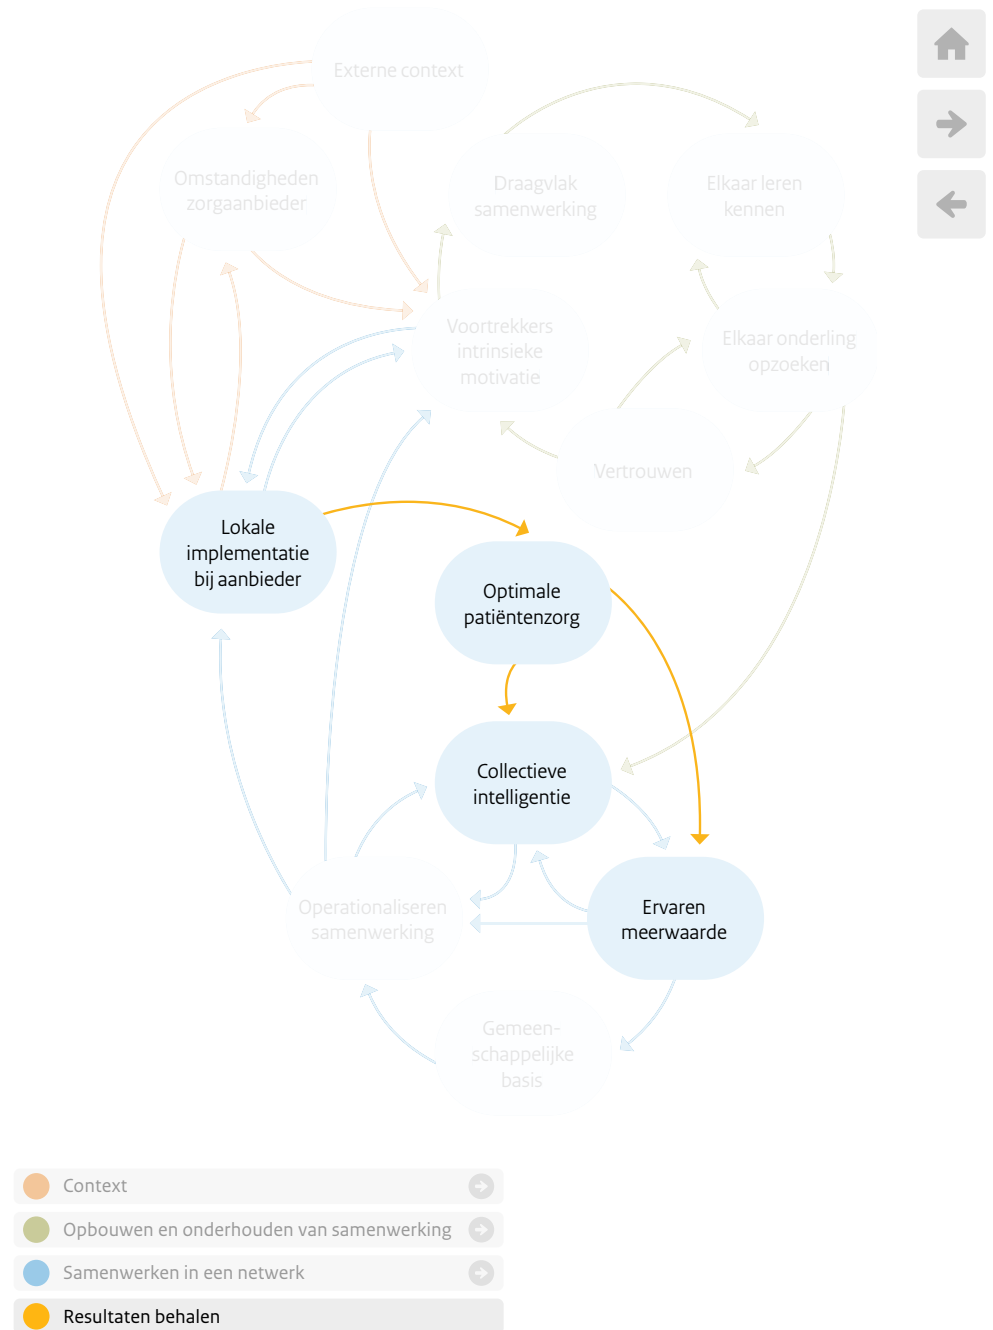 Externe context
Omstandigheden
zorgaanbieder
Draagvlak
samenwerking
Elkaar leren
kennen
Voortrekkers
intrinsieke
motivatie
Elkaar onderling
opzoeken
Vertrouwen
Lokale
implementatie
bij aanbieder
Optimale
patiëntenzorg
Collectieve
intelligentie
Operationaliseren
samenwerking
Ervaren
meerwaarde
Gemeen-
schappelijke
basis
Context
Opbouwen en onderhouden van samenwerking
Samenwerken in een netwerk
Resultaten behalen